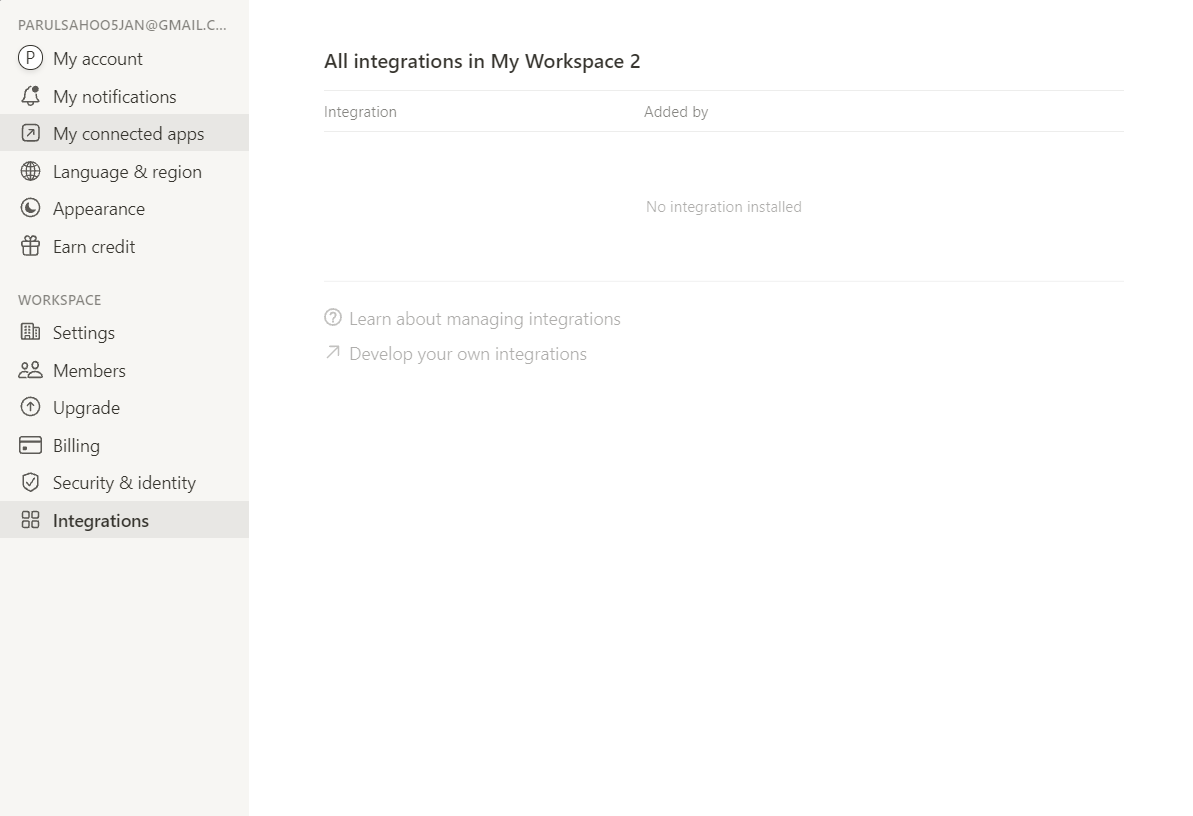 PARULSAHOO5JAN@GMAIL.C...
P
My account
My notifications
My connected apps
Language & region
Appearance
Earn credit
WORKSPACE
Settings
Members
Upgrade
Billing
Security & identity
Integrations
All integrations in My Workspace 2
Integration Added by
No integration installed
Learn about managing integrations
Develop your own integrations